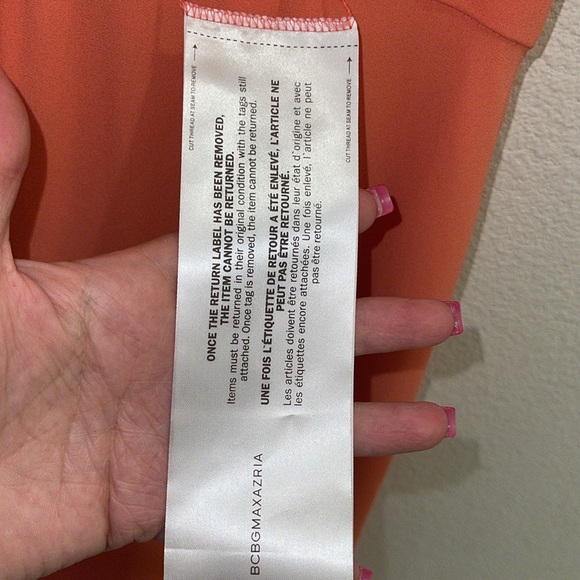 CUT THREAD AT SEAM TO REMOVE
ONCE THE RETURN LABEL HAS BEEN REMOVED,
THE ITEM CANNOT BE RETURNED.
Items must be returned in their original condition with the tags still
attached. Once tag is removed, the item cannot be returned.
UNE FOIS L'ÉTIQUETTE DE RETOUR A ÉTÉ ENLEVÉ, L'ARTICLE NE
PEUT PAS ÊTRE RETOURNÉ.
Les articles doivent être retournés dans leur état d'origine et avec
les étiquettes encore attachées. Une fois enlevé, l'article ne peut
pas être retourné.
CUT THREAD AT SEAM TO REMOVE
BCBGMAXAZRIA